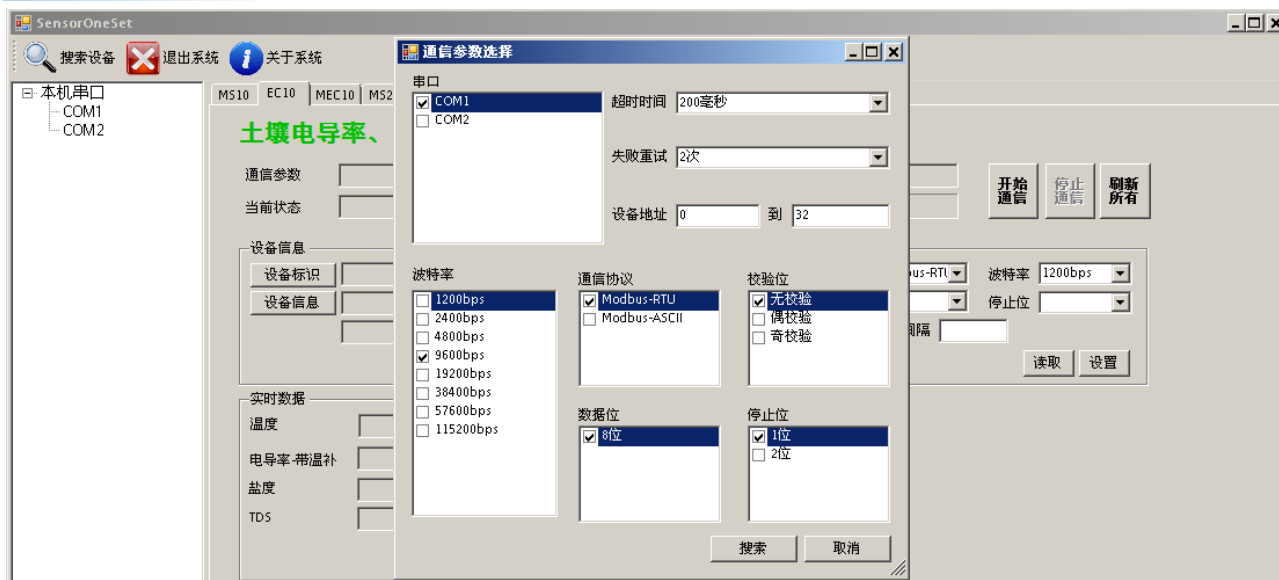 SensorOneSet
搜索设备 退出系统 关于系统
本机串口
COM1
COM2
MS10 EC10 MEC10 MS2
土壤电导率、
通信参数
当前状态
开始通信
停止通信
刷新所有
设备信息
设备标识
设备信息
us-RTU
波特率 1200bps
停止位
间隔
读取 设置
实时数据
温度
电导率-带温补
盐度
TDS
通信参数选择
串口
COM1
COM2
超时时间 200毫秒
失败重试 2次
设备地址 0 到 32
波特率
1200bps
2400bps
4800bps
9600bps
19200bps
38400bps
57600bps
115200bps
通信协议
Modbus-RTU
Modbus-ASCII
校验位
无校验
偶校验
奇校验
数据位
8位
停止位
1位
2位
搜索 取消